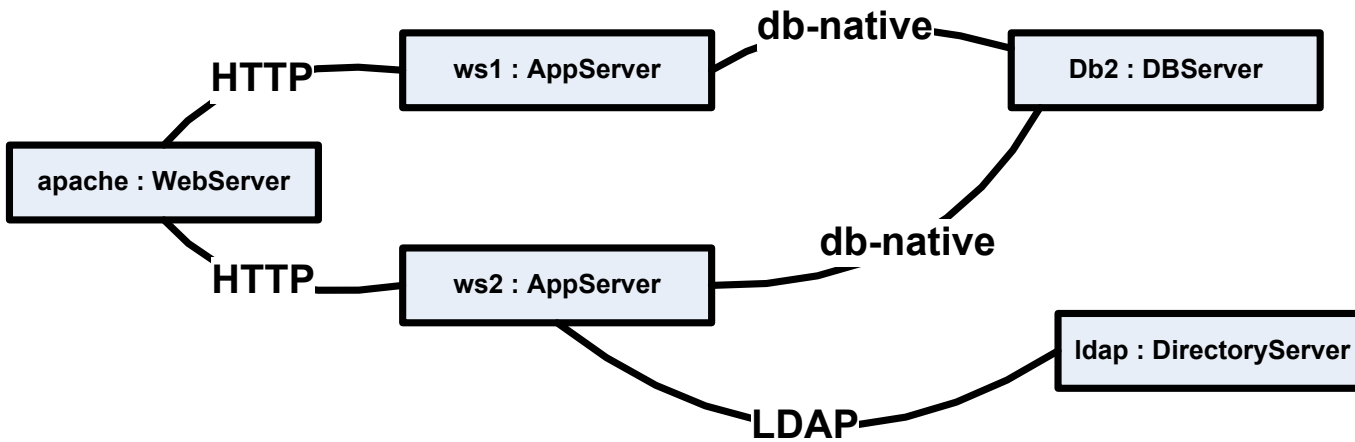 db-native
HTTP
ws1 : AppServer
Db2 : DBServer
apache : WebServer
db-native
HTTP
ws2 : AppServer
ldap : DirectoryServer
LDAP